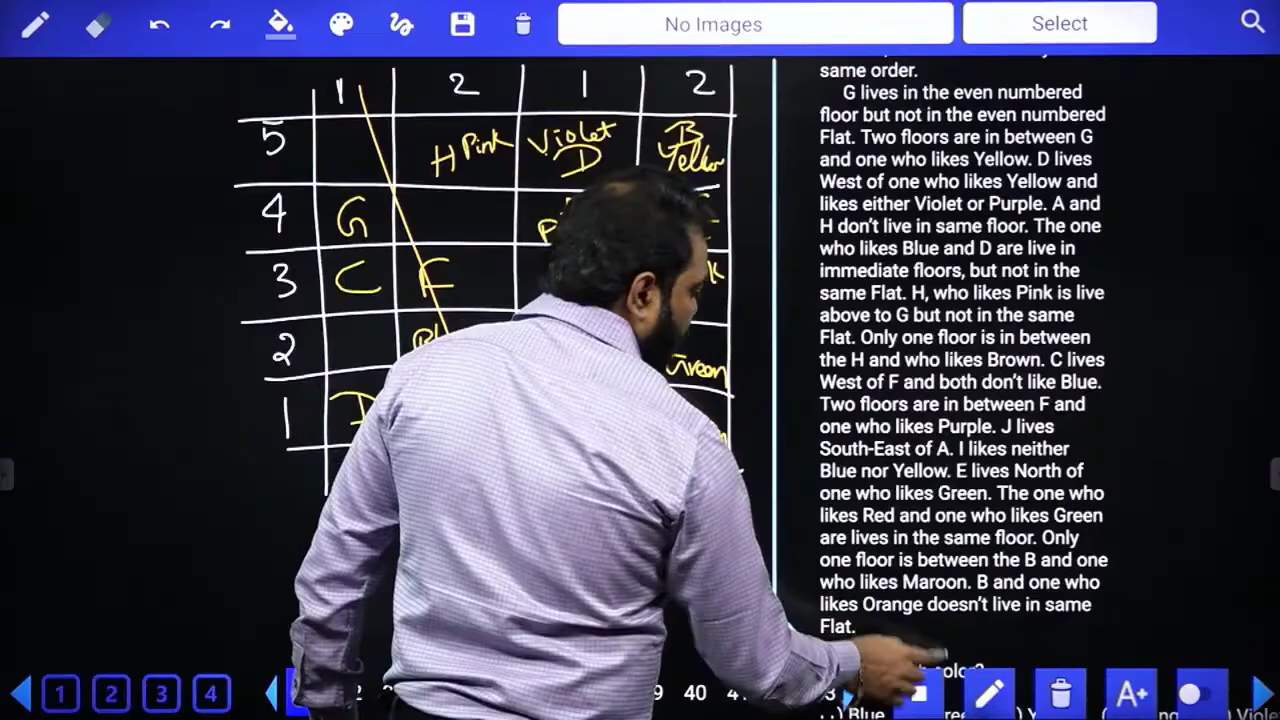 No Images
Select
1 2 1 2
5 H Pink Violet D B Yellow
4 G
3 C F
2 Green
1
same order.
G lives in the even numbered
floor but not in the even numbered
Flat. Two floors are in between G
and one who likes Yellow. D lives
West of one who likes Yellow and
likes either Violet or Purple. A and
H don't live in same floor. The one
who likes Blue and D are live in
immediate floors, but not in the
same Flat. H, who likes Pink is live
above to G but not in the same
Flat. Only one floor is in between
the H and who likes Brown. C lives
West of F and both don't like Blue.
Two floors are in between F and
one who likes Purple. J lives
South-East of A. I likes neither
Blue nor Yellow. E lives North of
one who likes Green. The one who
likes Red and one who likes Green
are lives in the same floor. Only
one floor is between the B and one
who likes Maroon. B and one who
likes Orange doesn't live in same
Flat.
1 2 3 4 40
A+